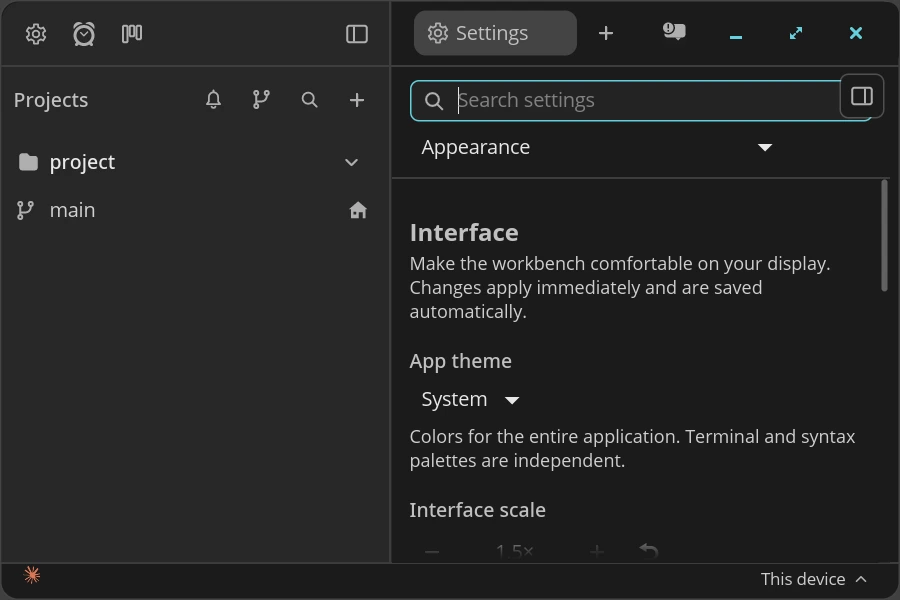 Settings
Projects
Search settings
project
Appearance
main
Interface
Make the workbench comfortable on your display.
Changes apply immediately and are saved
automatically.
App theme
System
Colors for the entire application. Terminal and syntax
palettes are independent.
Interface scale
1.5×
This device